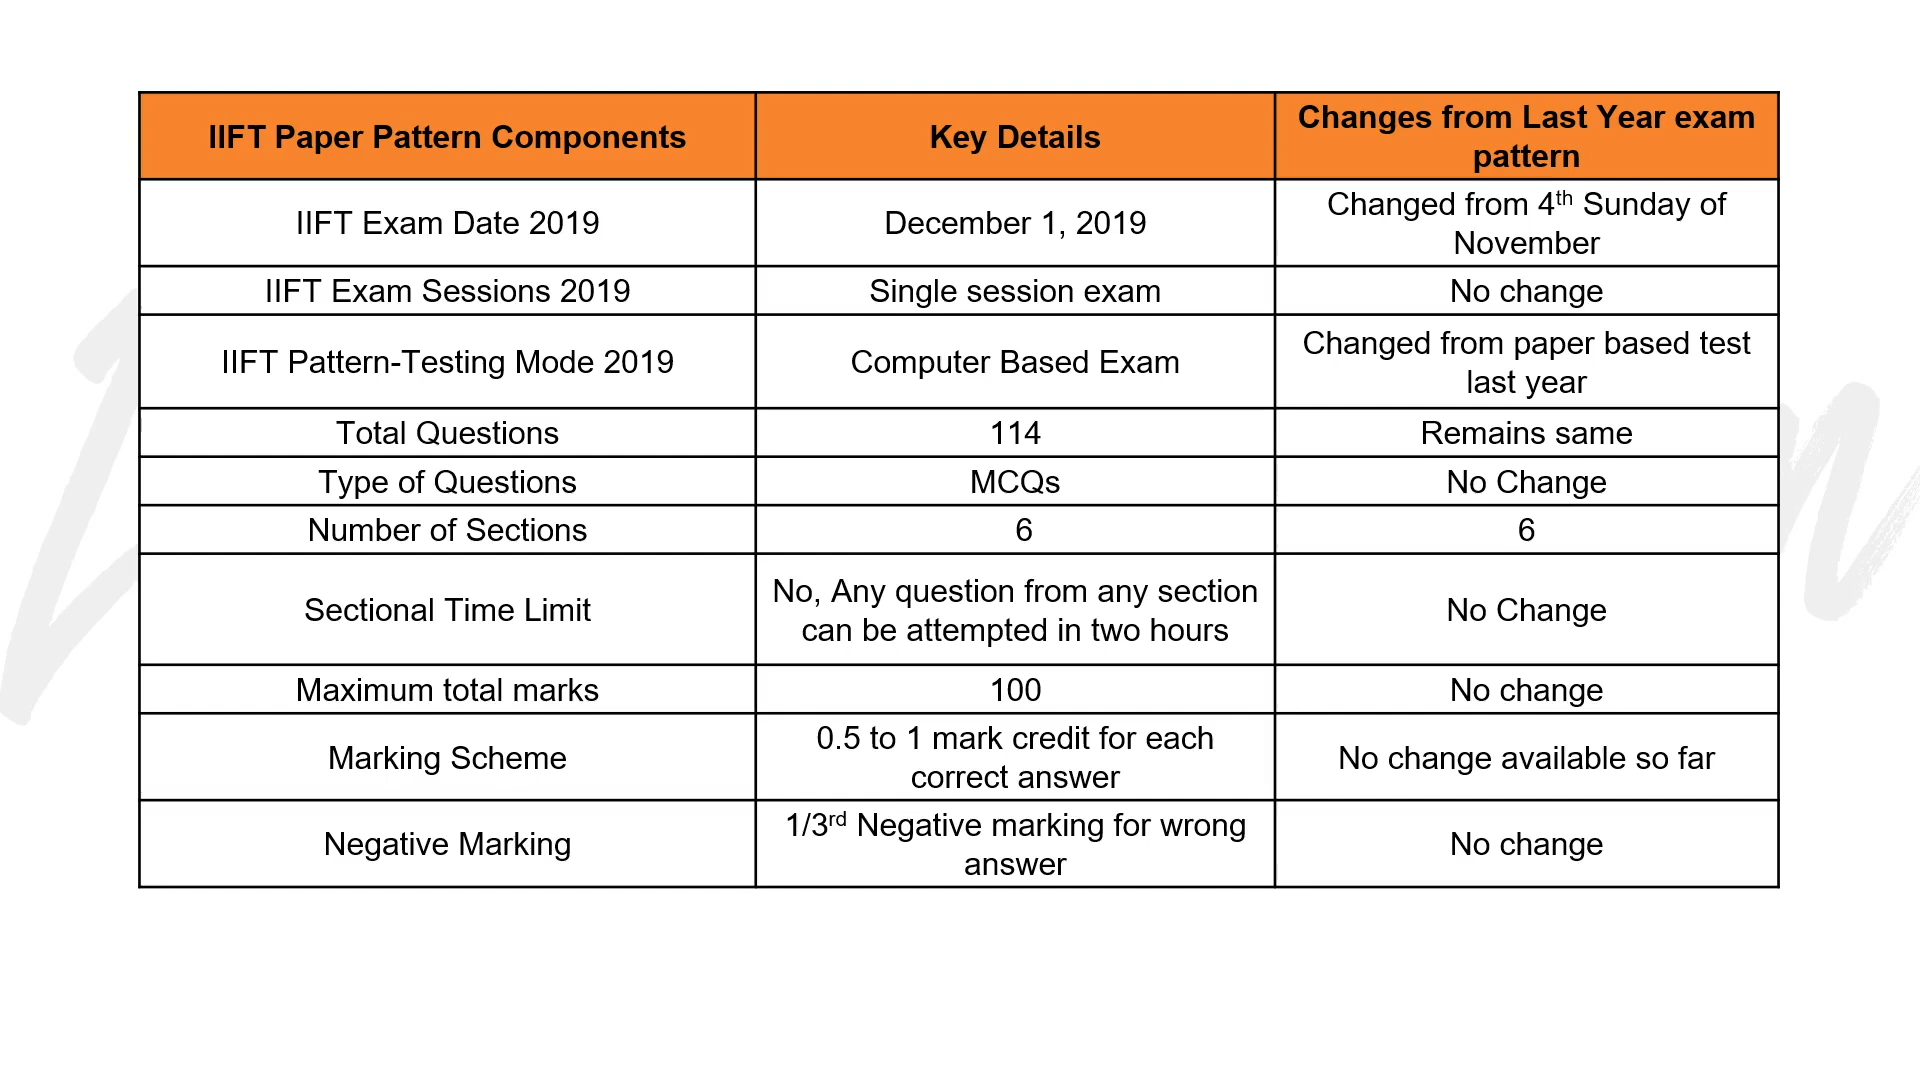 IIFT Paper Pattern Components
Key Details
Changes from Last Year exam
pattern
IIFT Exam Date 2019
December 1, 2019
Changed from 4th Sunday of
November
IIFT Exam Sessions 2019
Single session exam
No change
IIFT Pattern-Testing Mode 2019
Computer Based Exam
Changed from paper based test
last year
Total Questions
114
Remains same
Type of Questions
MCQs
No Change
Number of Sections
6
6
Sectional Time Limit
No, Any question from any section
can be attempted in two hours
No Change
Maximum total marks
100
No change
Marking Scheme
0.5 to 1 mark credit for each
correct answer
No change available so far
Negative Marking
1/3rd Negative marking for wrong
answer
No change